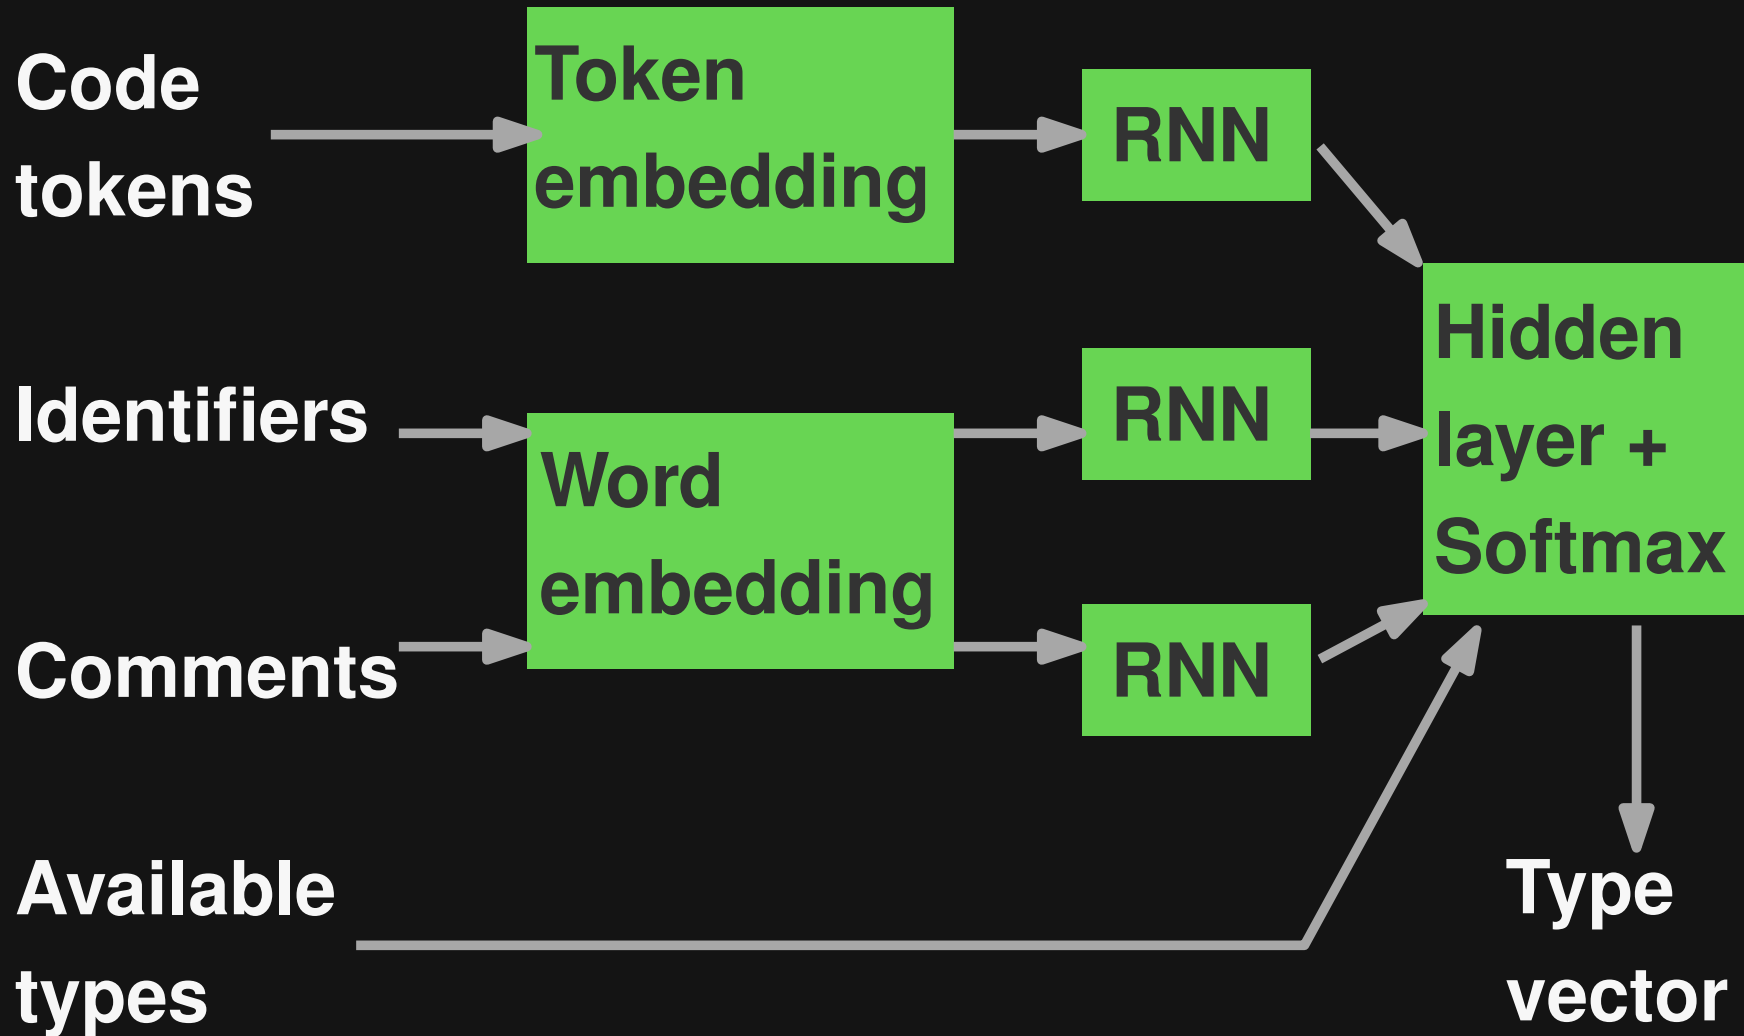 Code
tokens
Token
embedding
RNN
Identifiers
Word
embedding
RNN
Comments
RNN
Hidden
layer +
Softmax
Available
types
Type
vector